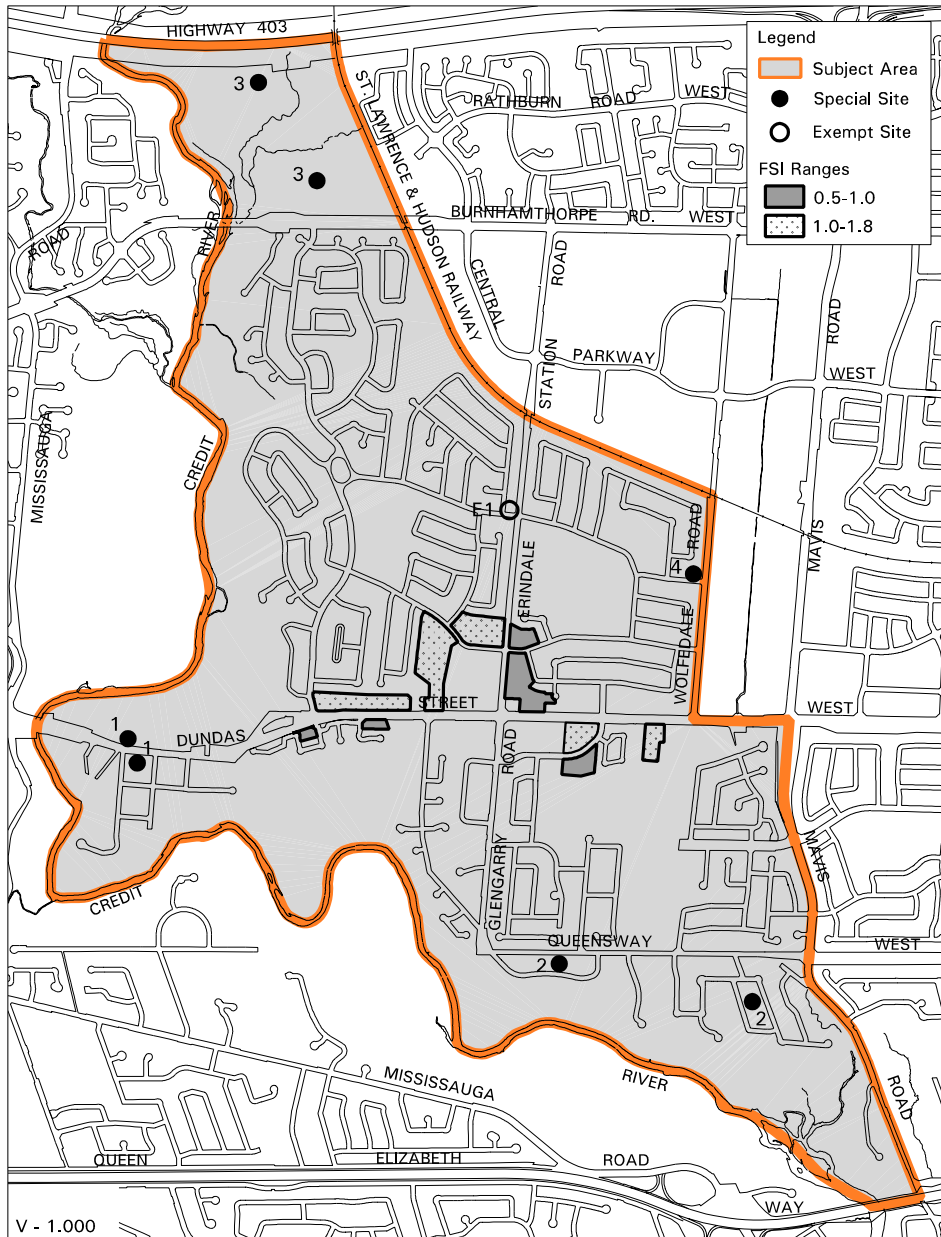 HIGHWAY 403
Legend
Subject Area
Special Site
Exempt Site
FSI Ranges
0.5-1.0
1.0-1.8
3
ST. LAWRENCE & HUDSON RAILWAY
RATHBURN ROAD WEST
3
BURNHAMTHORPE RD. WEST
ROAD
RIVER
CENTRAL
ROAD
PARKWAY
WEST
ROAD
STATION
MISSISSAUGA
CREDIT
E1
ROAD
MAVIS
4
ERINDALE
WOLFEDALE
STREET
WEST
1
DUNDAS
1
ROAD
MAVIS
CREDIT
GLENGARRY
QUEENSWAY
WEST
2
2
MISSISSAUGA
RIVER
ROAD
QUEEN
ELIZABETH
ROAD
WAY
V - 1.000